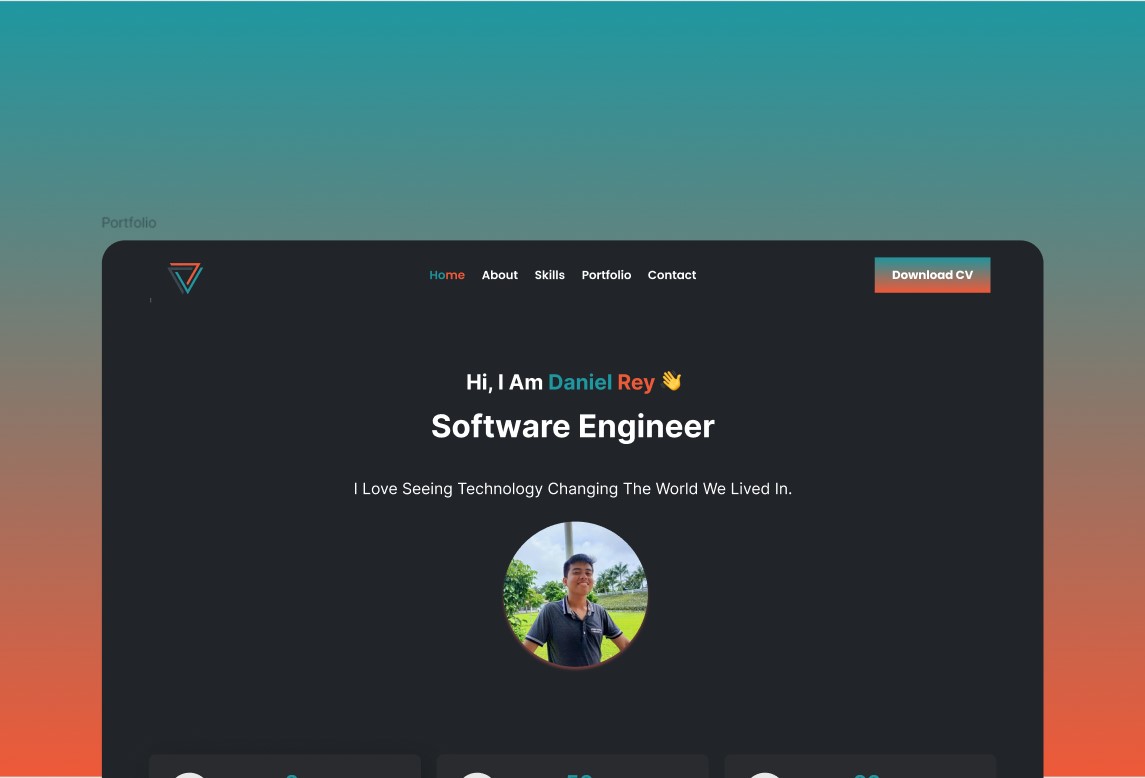 Portfolio
Home About Skills Portfolio Contact Download CV
Hi, I Am Daniel Rey 👋
Software Engineer
I Love Seeing Technology Changing The World We Lived In.